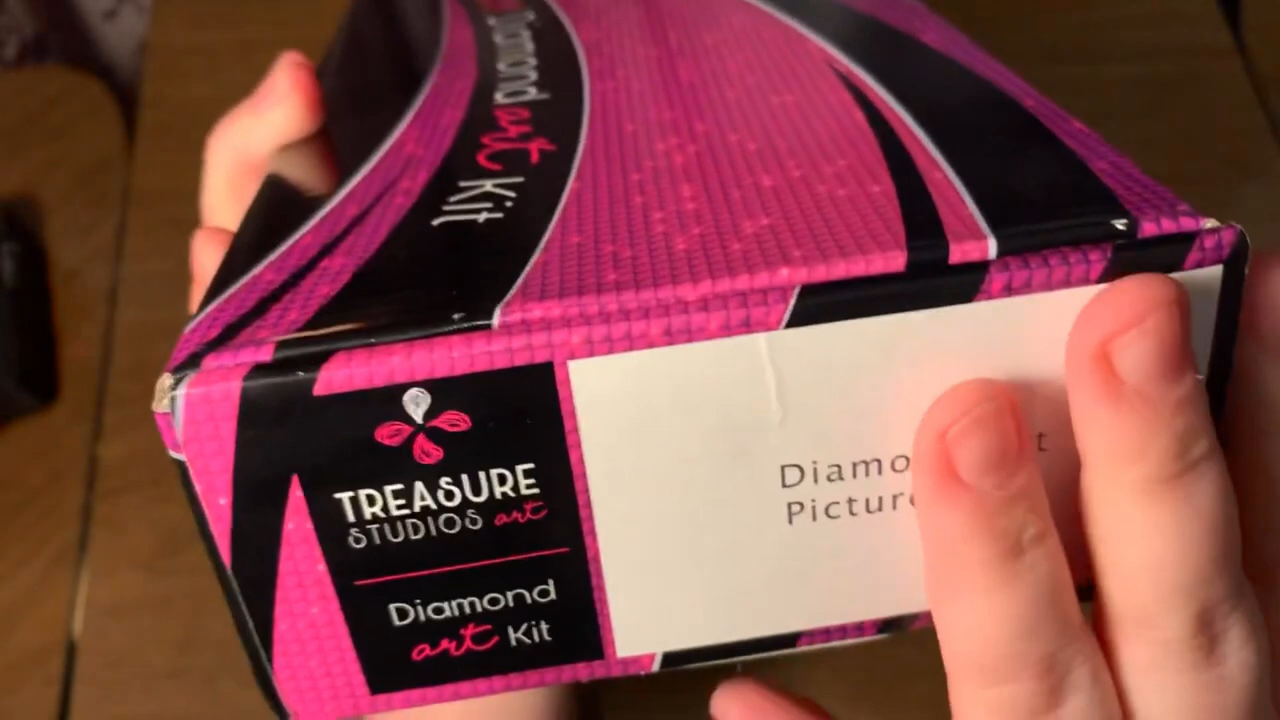 Diamond art Kit
TREASURE
STUDIOS art
Diamond
art Kit